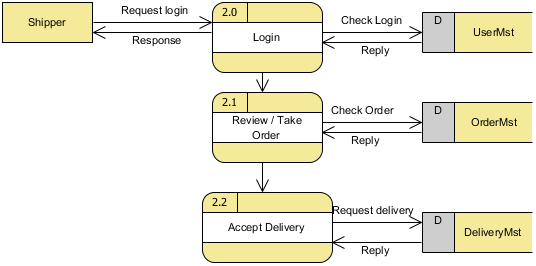 Shipper
Request login
Response
2.0
Login
Check Login
Reply
D
UserMst
2.1
Review / Take
Order
Check Order
Reply
D
OrderMst
2.2
Accept Delivery
Request delivery
Reply
D
DeliveryMst